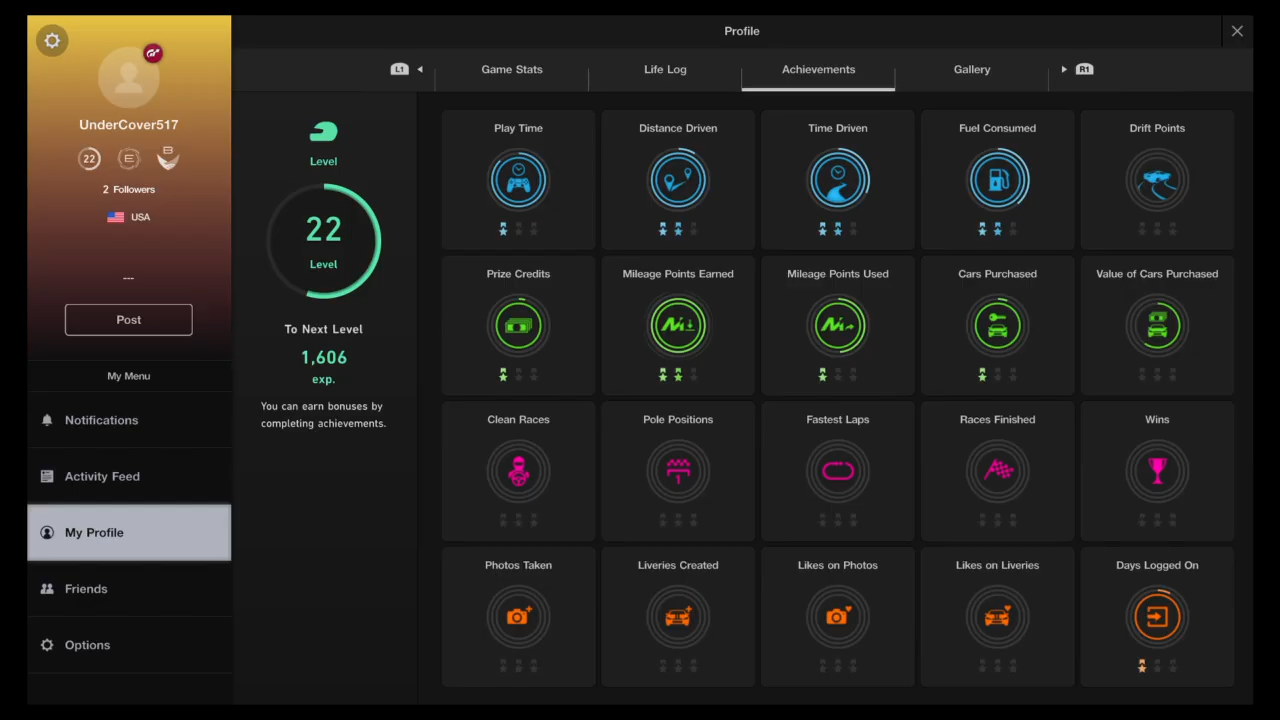 Profile
L1
Game Stats
Life Log
Achievements
Gallery
R1
UnderCover517
22
E
B
2 Followers
USA
---
Post
My Menu
Notifications
Activity Feed
My Profile
Friends
Options
Level
22
Level
To Next Level
1,606
exp.
You can earn bonuses by
completing achievements.
Play Time
Distance Driven
Time Driven
Fuel Consumed
Drift Points
Prize Credits
Mileage Points Earned
Mileage Points Used
Cars Purchased
Value of Cars Purchased
Clean Races
Pole Positions
1
Fastest Laps
Races Finished
Wins
Photos Taken
Liveries Created
Likes on Photos
Likes on Liveries
Days Logged On